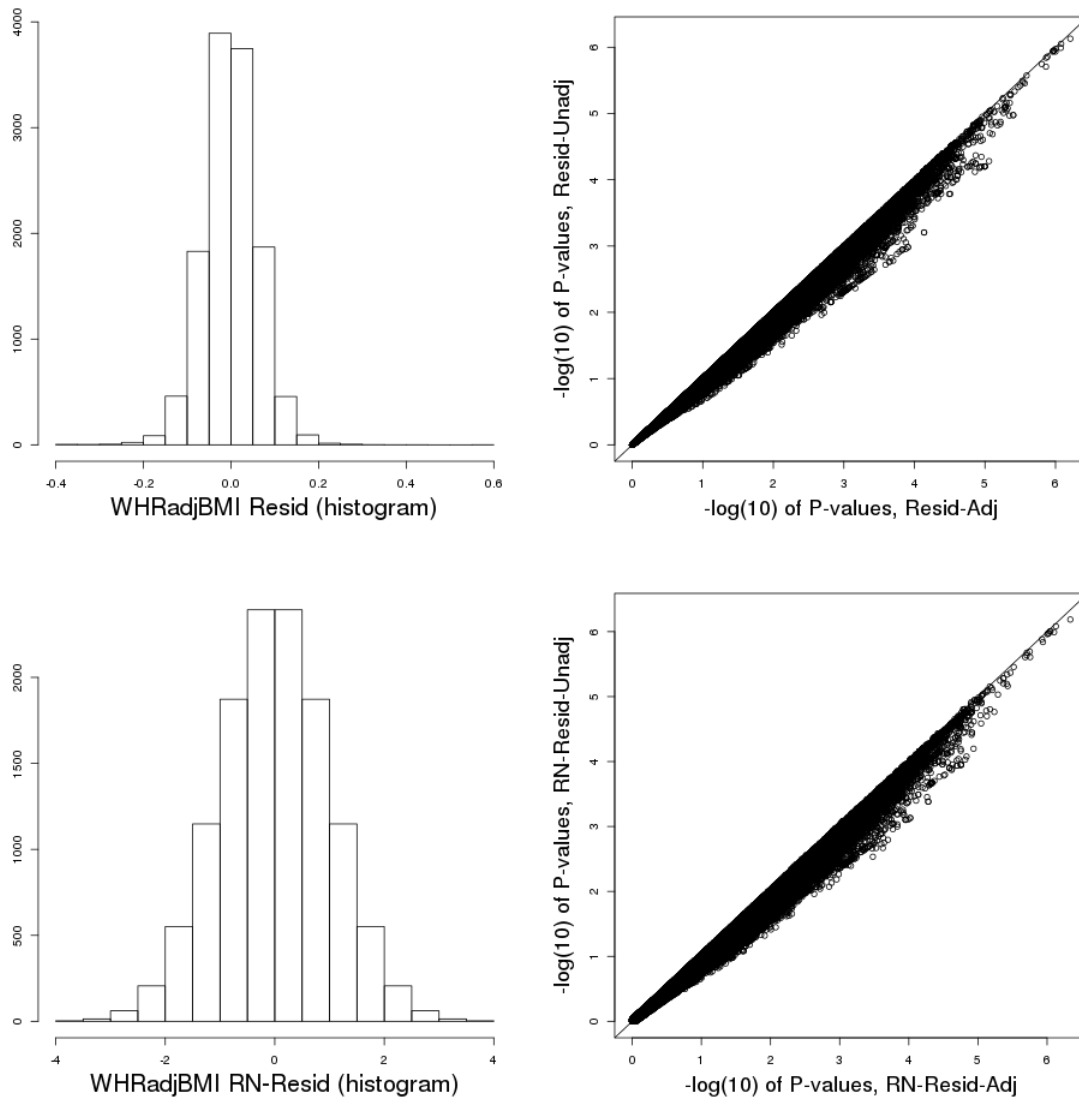 4000
3000
2000
1000
0
-0.4 -0.2 0.0 0.2 0.4 0.6
WHRadjBMI Resid (histogram)
-log(10) of P-values, Resid-Unadj
6
5
4
3
2
1
0
0 1 2 3 4 5 6
-log(10) of P-values, Resid-Adj
2000
1500
1000
500
0
-4 -2 0 2 4
WHRadjBMI RN-Resid (histogram)
-log(10) of P-values, RN-Resid-Unadj
6
5
4
3
2
1
0
0 1 2 3 4 5 6
-log(10) of P-values, RN-Resid-Adj